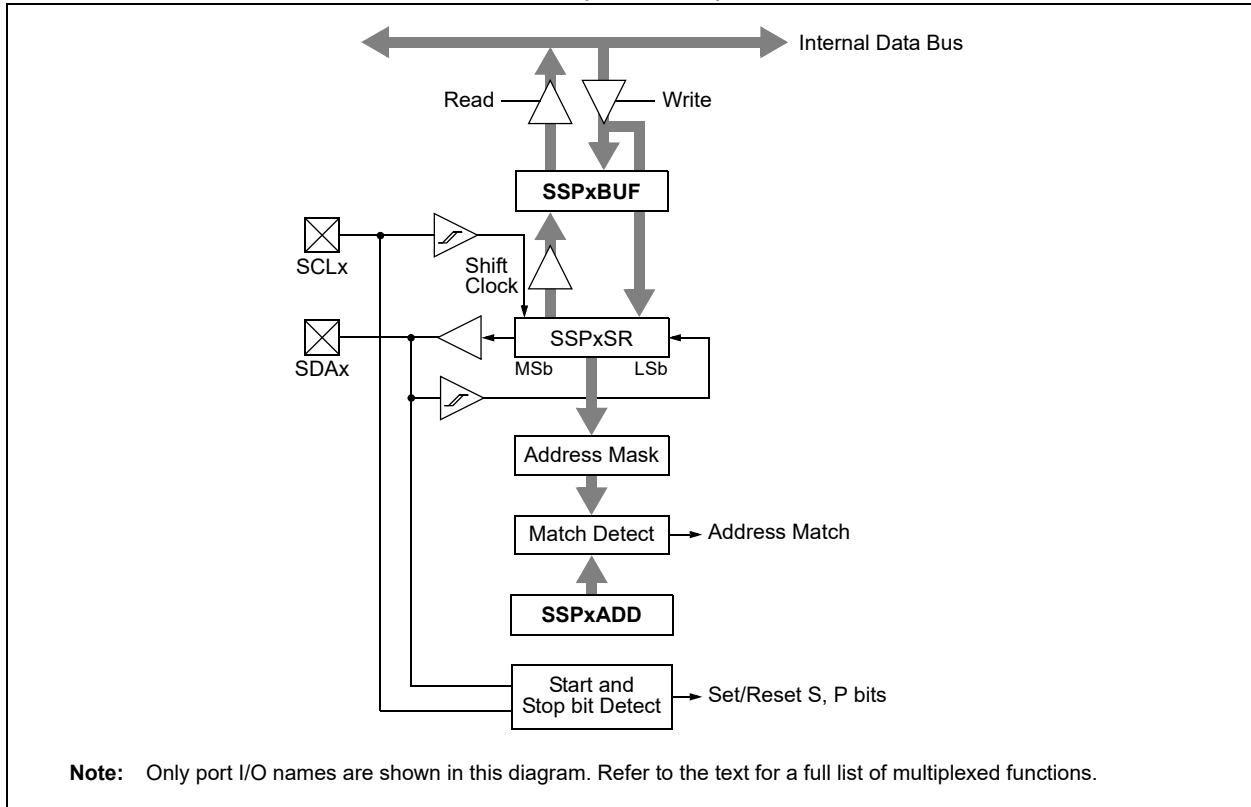 Internal Data Bus
Read
Write
SSPxBUF
SCLx
Shift
Clock
SSPxSR
SDAx
MSb
LSb
Address Mask
Match Detect
Address Match
SSPxADD
Start and
Stop bit Detect
Set/Reset S, P bits
Note: Only port I/O names are shown in this diagram. Refer to the text for a full list of multiplexed functions.